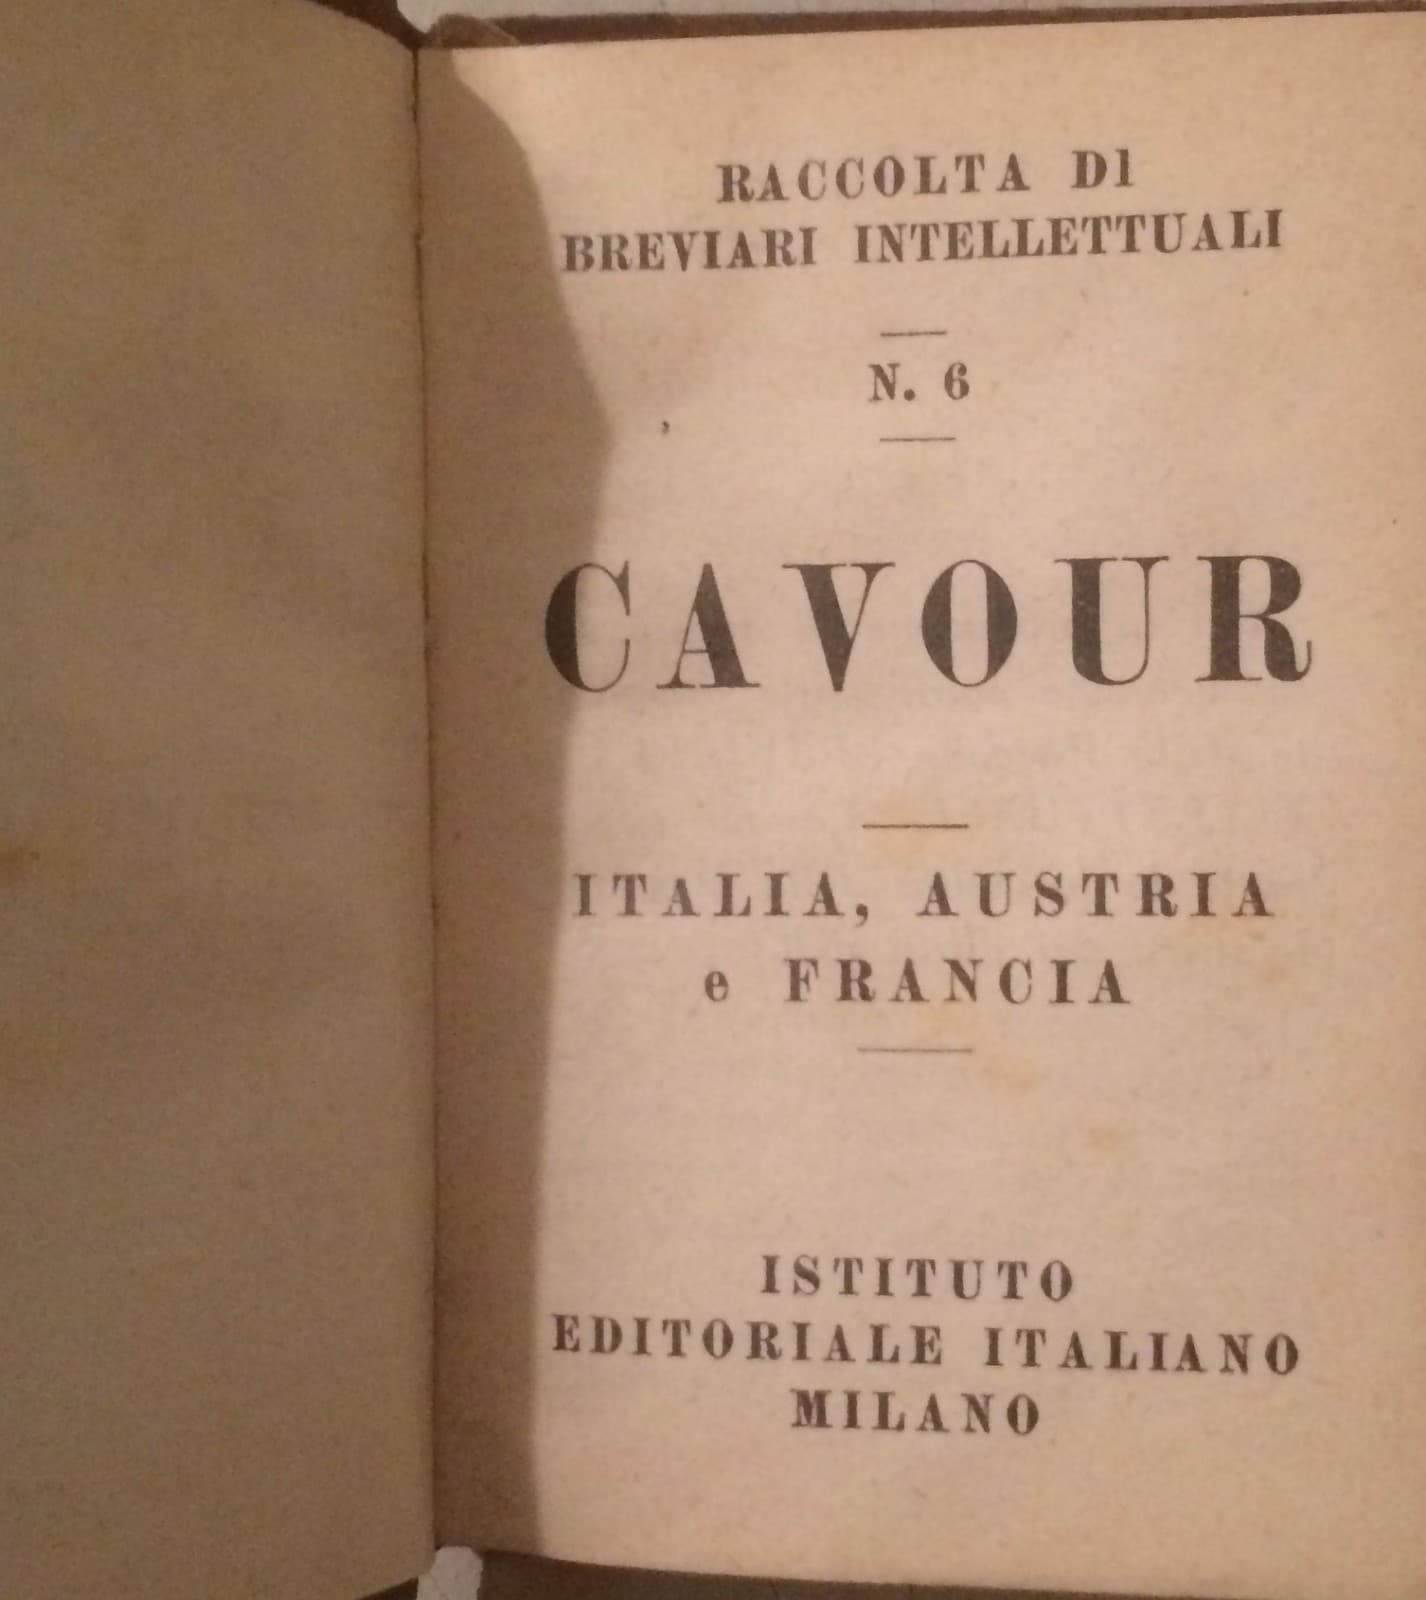 RACCOLTA DI
BREVIARI INTELLETTUALI
N. 6
CAVOUR
ITALIA, AUSTRIA
e FRANCIA
ISTITUTO
EDITORIALE ITALIANO
MILANO